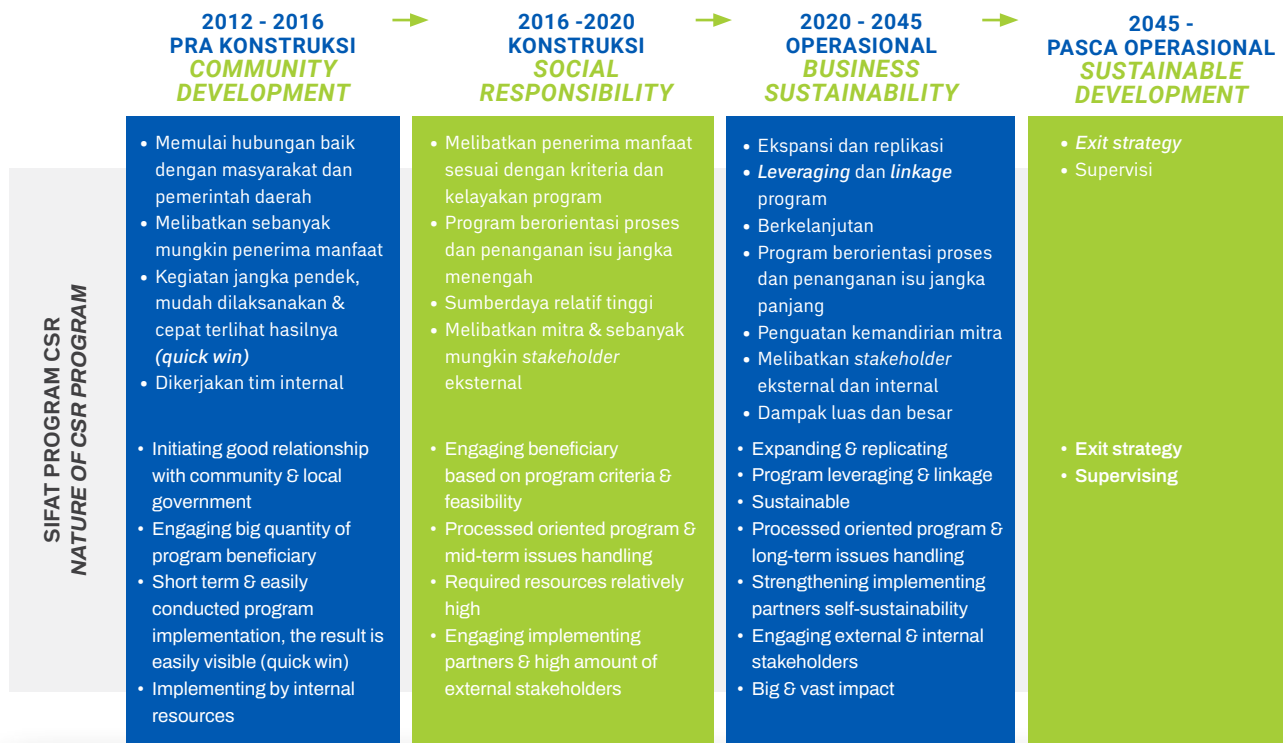 2012 - 2016
PRA KONSTRUKSI
COMMUNITY
DEVELOPMENT
2016 -2020
KONSTRUKSI
SOCIAL
RESPONSIBILITY
2020 - 2045
OPERASIONAL
BUSINESS
SUSTAINABILITY
2045 -
PASCA OPERASIONAL
SUSTAINABLE
DEVELOPMENT
SIFAT PROGRAM CSR
NATURE OF CSR PROGRAM
• Memulai hubungan baik
dengan masyarakat dan
pemerintah daerah
• Melibatkan sebanyak
mungkin penerima manfaat
• Kegiatan jangka pendek,
mudah dilaksanakan &
cepat terlihat hasilnya
(quick win)
• Dikerjakan tim internal
• Initiating good relationship
with community & local
government
• Engaging big quantity of
program beneficiary
• Short term & easily
conducted program
implementation, the result is
easily visible (quick win)
• Implementing by internal
resources
• Melibatkan penerima manfaat
sesuai dengan kriteria dan
kelayakan program
• Program berorientasi proses
dan penanganan isu jangka
menengah
• Sumberdaya relatif tinggi
• Melibatkan mitra & sebanyak
mungkin stakeholder
eksternal
• Engaging beneficiary
based on program criteria &
feasibility
• Processed oriented program &
mid-term issues handling
• Required resources relatively
high
• Engaging implementing
partners & high amount of
external stakeholders
• Ekspansi dan replikasi
• Leveraging dan linkage
program
• Berkelanjutan
• Program berorientasi proses
dan penanganan isu jangka
panjang
• Penguatan kemandirian mitra
• Melibatkan stakeholder
eksternal dan internal
• Dampak luas dan besar
• Expanding & replicating
• Program leveraging & linkage
• Sustainable
• Processed oriented program &
long-term issues handling
• Strengthening implementing
partners self-sustainability
• Engaging external & internal
stakeholders
• Big & vast impact
• Exit strategy
• Supervisi
• Exit strategy
• Supervising